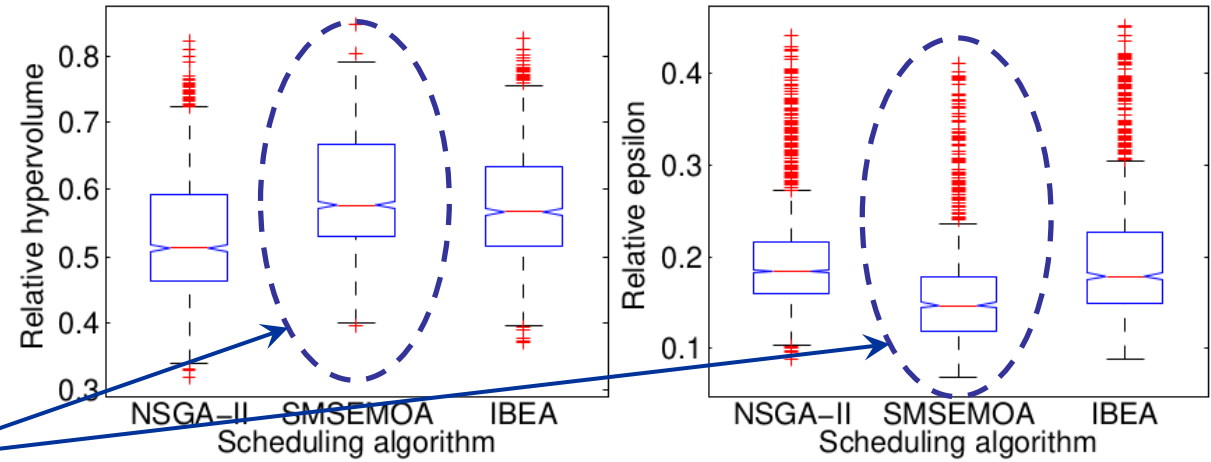 Relative hypervolume
0.8
0.7
0.6
0.5
0.4
0.3
NSGA-II SMSEMOA IBEA
Scheduling algorithm
Relative epsilon
0.4
0.3
0.2
0.1
NSGA-II SMSEMOA IBEA
Scheduling algorithm